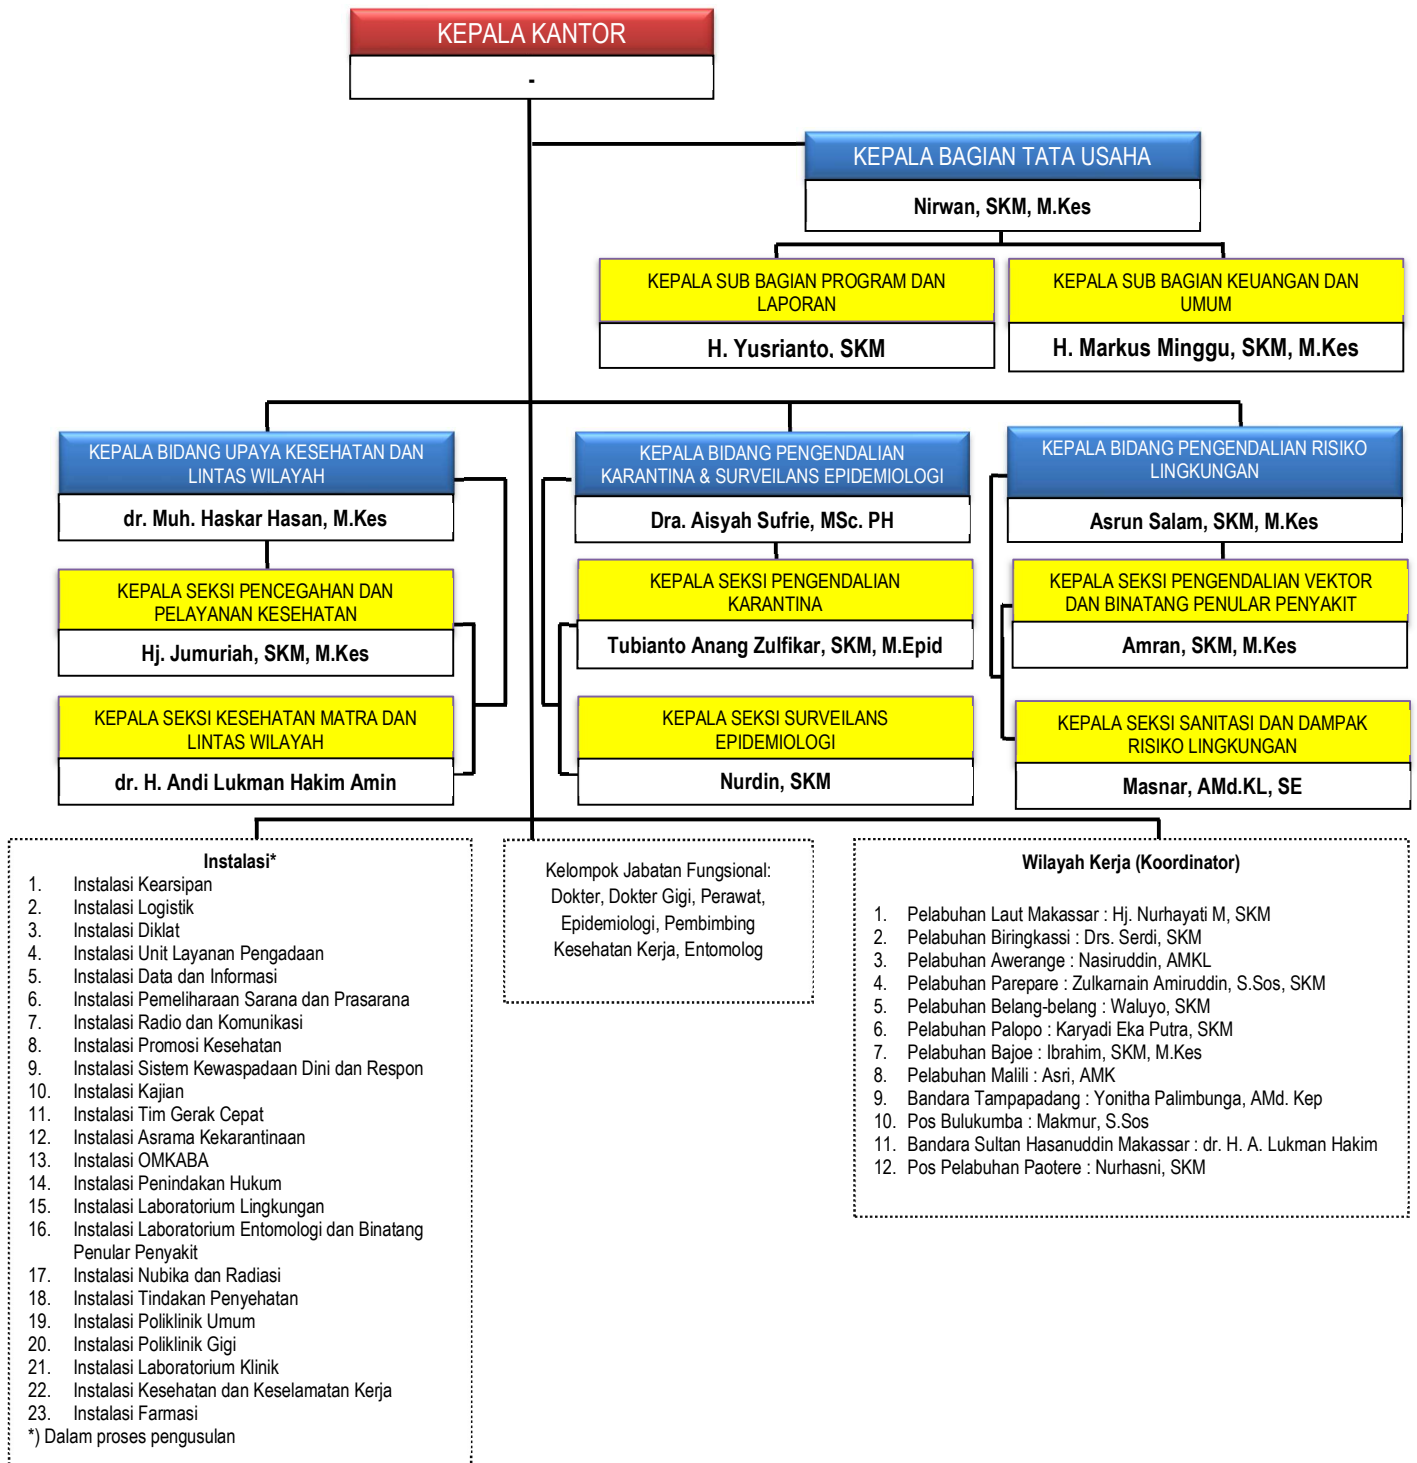 KEPALA KANTOR
-
KEPALA BAGIAN TATA USAHA
Nirwan, SKM, M.Kes
KEPALA SUB BAGIAN PROGRAM DAN
LAPORAN
H. Yusrianto, SKM
KEPALA SUB BAGIAN KEUANGAN DAN
UMUM
H. Markus Minggu, SKM, M.Kes
KEPALA BIDANG UPAYA KESEHATAN DAN
LINTAS WILAYAH
dr. Muh. Haskar Hasan, M.Kes
KEPALA SEKSI PENCEGAHAN DAN
PELAYANAN KESEHATAN
Hj. Jumuriah, SKM, M.Kes
KEPALA SEKSI KESEHATAN MATRA DAN
LINTAS WILAYAH
dr. H. Andi Lukman Hakim Amin
KEPALA BIDANG PENGENDALIAN
KARANTINA & SURVEILANS EPIDEMIOLOGI
Dra. Aisyah Sufrie, MSc. PH
KEPALA SEKSI PENGENDALIAN
KARANTINA
Tubianto Anang Zulfikar, SKM, M.Epid
KEPALA SEKSI SURVEILANS
EPIDEMIOLOGI
Nurdin, SKM
KEPALA BIDANG PENGENDALIAN RISIKO
LINGKUNGAN
Asrun Salam, SKM, M.Kes
KEPALA SEKSI PENGENDALIAN VEKTOR
DAN BINATANG PENULAR PENYAKIT
Amran, SKM, M.Kes
KEPALA SEKSI SANITASI DAN DAMPAK
RISIKO LINGKUNGAN
Masnar, AMd.KL, SE
Instalasi*
1. Instalasi Kearsipan
2. Instalasi Logistik
3. Instalasi Diklat
4. Instalasi Unit Layanan Pengadaan
5. Instalasi Data dan Informasi
6. Instalasi Pemeliharaan Sarana dan Prasarana
7. Instalasi Radio dan Komunikasi
8. Instalasi Promosi Kesehatan
9. Instalasi Sistem Kewaspadaan Dini dan Respon
10. Instalasi Kajian
11. Instalasi Tim Gerak Cepat
12. Instalasi Asrama Kekarantinaan
13. Instalasi OMKABA
14. Instalasi Penindakan Hukum
15. Instalasi Laboratorium Lingkungan
16. Instalasi Laboratorium Entomologi dan Binatang
Penular Penyakit
17. Instalasi Nubika dan Radiasi
18. Instalasi Tindakan Penyehatan
19. Instalasi Poliklinik Umum
20. Instalasi Poliklinik Gigi
21. Instalasi Laboratorium Klinik
22. Instalasi Kesehatan dan Keselamatan Kerja
23. Instalasi Farmasi
*) Dalam proses pengusulan
Kelompok Jabatan Fungsional:
Dokter, Dokter Gigi, Perawat,
Epidemiologi, Pembimbing
Kesehatan Kerja, Entomolog
Wilayah Kerja (Koordinator)
1. Pelabuhan Laut Makassar : Hj. Nurhayati M, SKM
2. Pelabuhan Biringkassi : Drs. Serdi, SKM
3. Pelabuhan Awerange : Nasiruddin, AMKL
4. Pelabuhan Parepare : Zulkarnain Amiruddin, S.Sos, SKM
5. Pelabuhan Belang-belang : Waluyo, SKM
6. Pelabuhan Palopo : Karyadi Eka Putra, SKM
7. Pelabuhan Bajoe : Ibrahim, SKM, M.Kes
8. Pelabuhan Malili : Asri, AMK
9. Bandara Tampapadang : Yonitha Palimbunga, AMd. Kep
10. Pos Bulukumba : Makmur, S.Sos
11. Bandara Sultan Hasanuddin Makassar : dr. H. A. Lukman Hakim
12. Pos Pelabuhan Paotere : Nurhasni, SKM